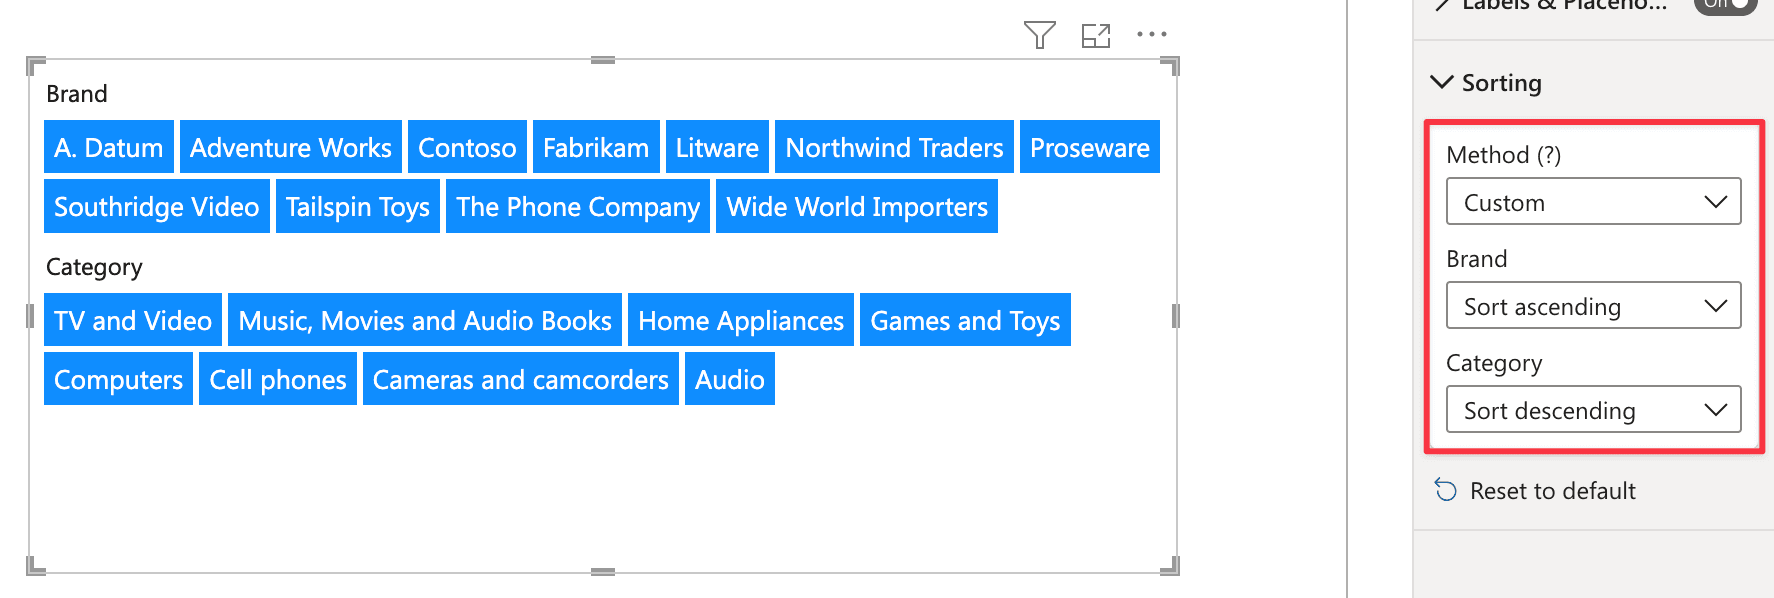 Labels & Placeho...
On
Brand
A. Datum Adventure Works Contoso Fabrikam Litware Northwind Traders Proseware
Southridge Video Tailspin Toys The Phone Company Wide World Importers
Category
TV and Video Music, Movies and Audio Books Home Appliances Games and Toys
Computers Cell phones Cameras and camcorders Audio
Sorting
Method (?)
Custom
Brand
Sort ascending
Category
Sort descending
Reset to default